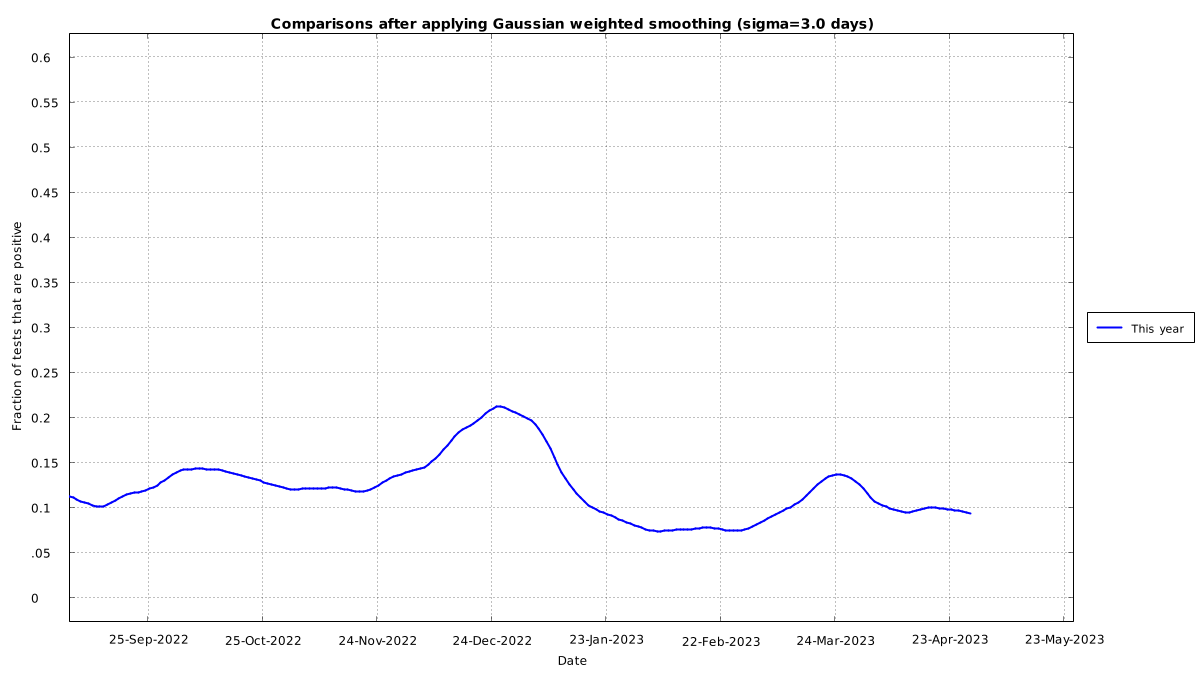 Comparisons after applying Gaussian weighted smoothing (sigma=3.0 days)
0.6
0.55
0.5
0.45
0.4
0.35
0.3
0.25
0.2
0.15
0.1
.05
0
Fraction of tests that are positive
This year
25-Sep-2022 25-Oct-2022 24-Nov-2022 24-Dec-2022 23-Jan-2023 22-Feb-2023 24-Mar-2023 23-Apr-2023 23-May-2023
Date